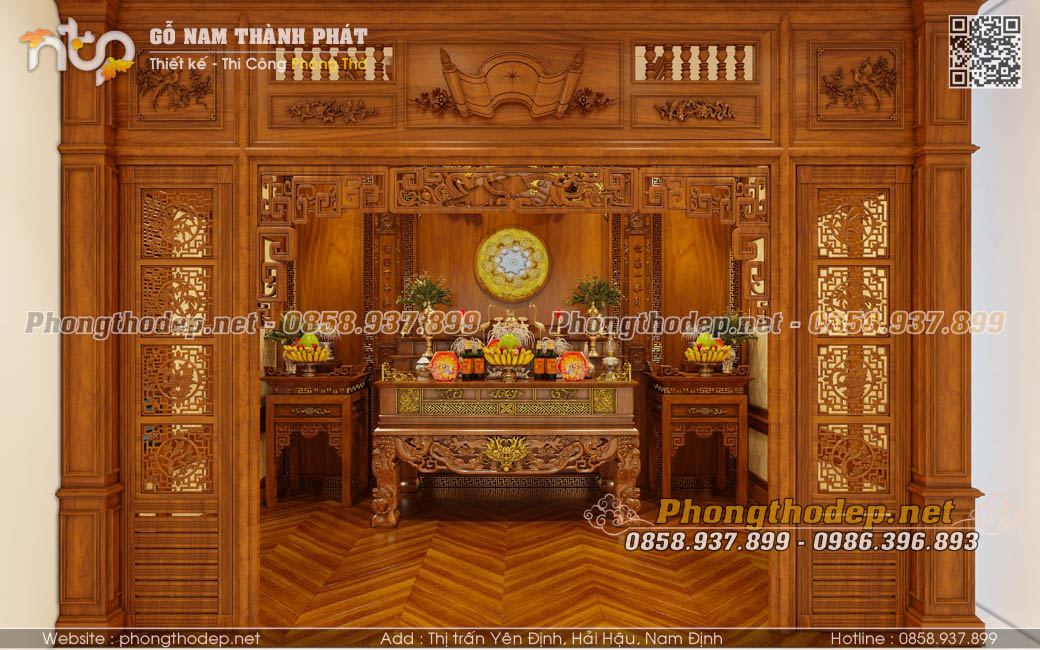 ntp
GỖ NAM THÀNH PHÁT
Thiết kế - Thi Công Phòng Thờ
Phongthodep.net - 0858.937.899 Phongthodep.net - 0858.937.899
Phongthodep.net
0858.937.899 - 0986.396.893
Website : phongthodep.net Add : Thị trấn Yên Định, Hải Hậu, Nam Định Hotline : 0858.937.899